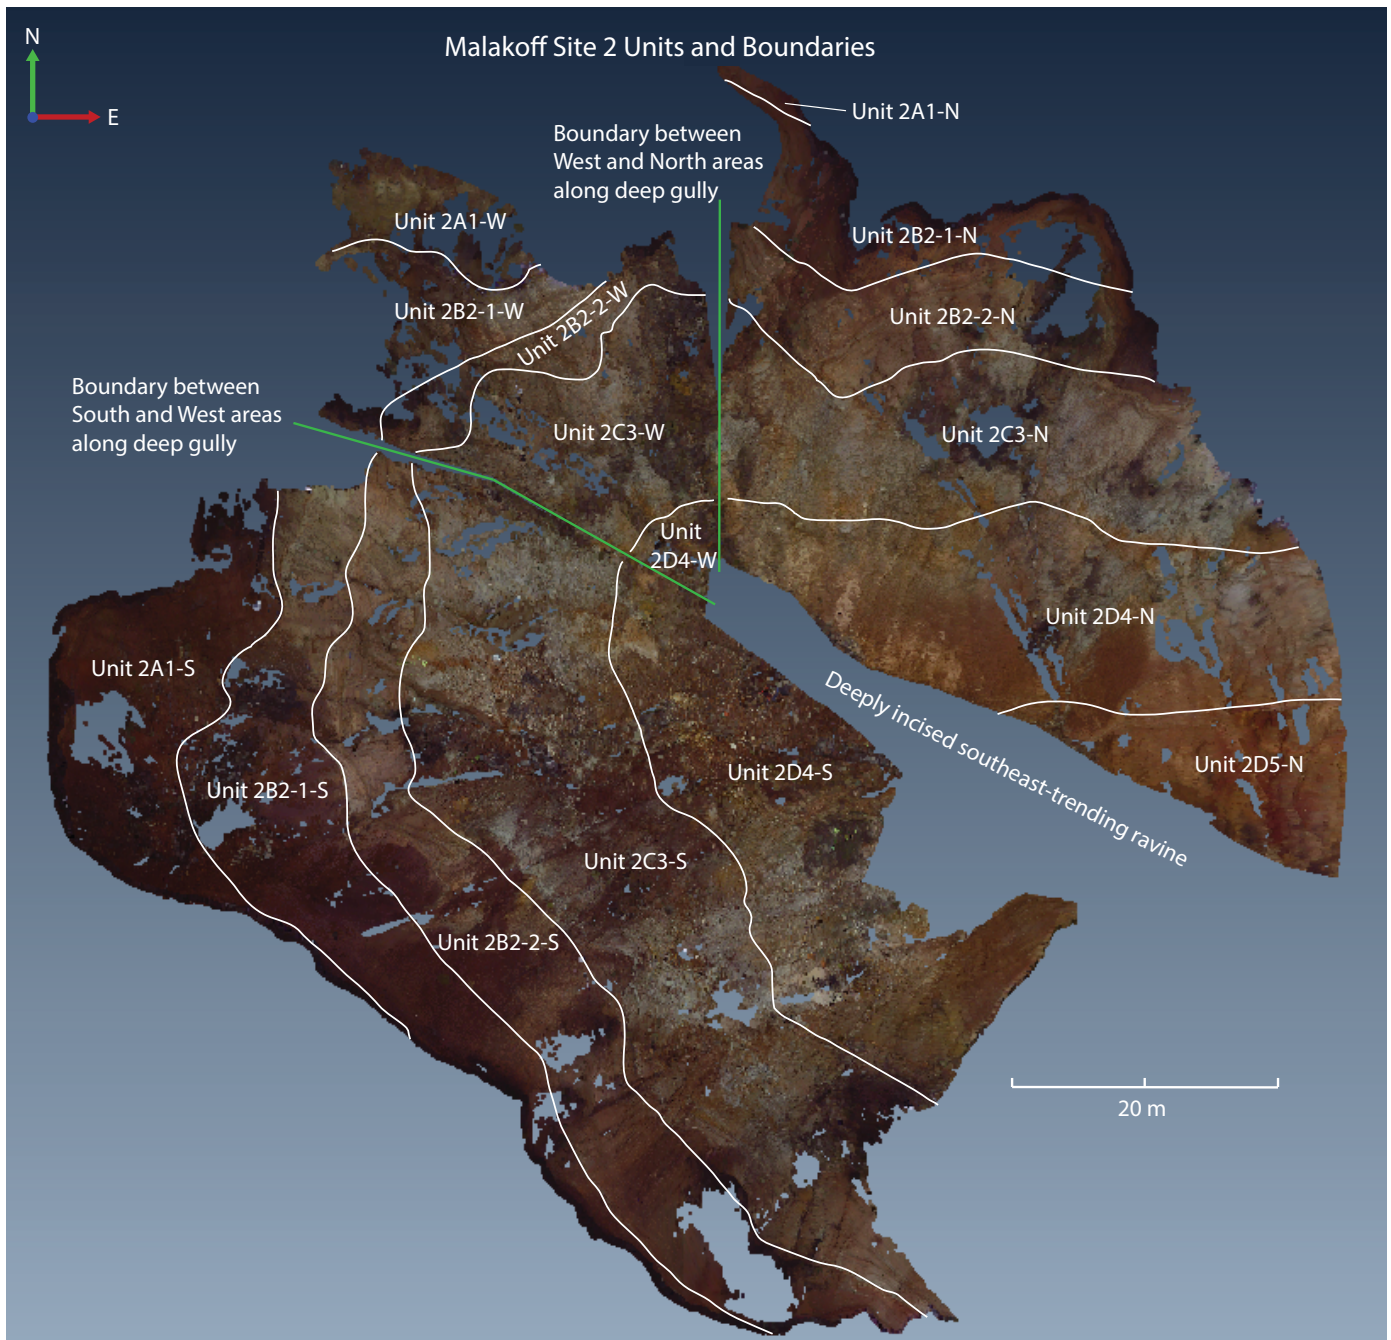 Malakoff Site 2 Units and Boundaries
N
E
Unit 2A1-N
Boundary between
West and North areas
along deep gully
Unit 2A1-W
Unit 2B2-1-N
Unit 2B2-1-W
Unit 2B2-2-W
Unit 2B2-2-N
Boundary between
South and West areas
along deep gully
Unit 2C3-W
Unit 2C3-N
Unit
2D4-W
Unit 2D4-N
Unit 2A1-S
Deeply incised southeast-trending ravine
Unit 2D5-N
Unit 2D4-S
Unit 2B2-1-S
Unit 2C3-S
Unit 2B2-2-S
20 m